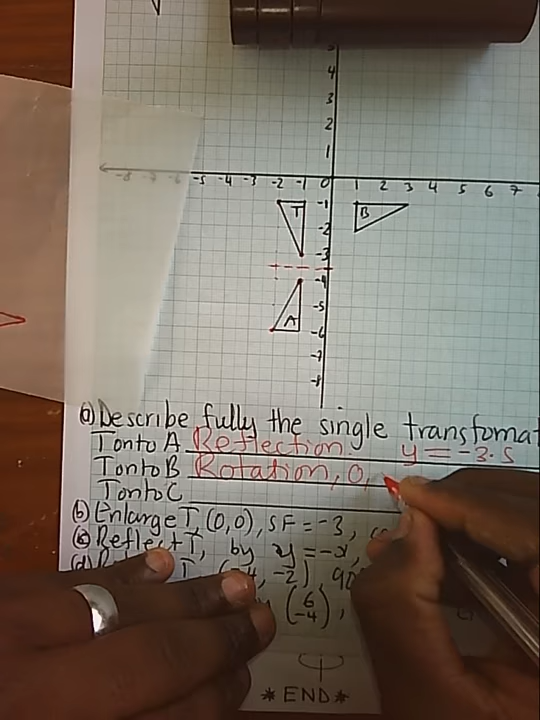 5
4
3
2
1
-8 -7 -6 -5 -4 -3 -2 -1 0 1 2 3 4 5 6 7
-1
T B
-2
-3
-4
-5
A
-6
-7
-8
(a) Describe fully the single transfomat
T onto A Reflection. y = -3.5
T onto B Rotation, 0,
T onto C
(b) Enlarge T, (0,0), SF = -3,
(c) Reflect T, by y = -x,
(d) T, -2), 90
(6 -4),
* END *